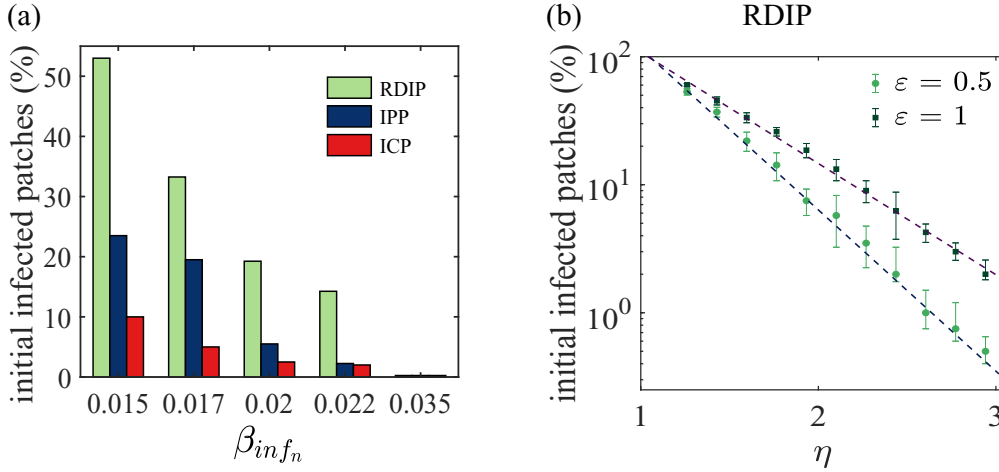 (a)
initial infected patches (%)
50
40
30
20
10
0
RDIP
IPP
ICP
0.015 0.017 0.02 0.022 0.035
β_{inf_n}
(b) RDIP
initial infected patches (%)
10^2
10^1
10^0
ε = 0.5
ε = 1
1 2 3
η